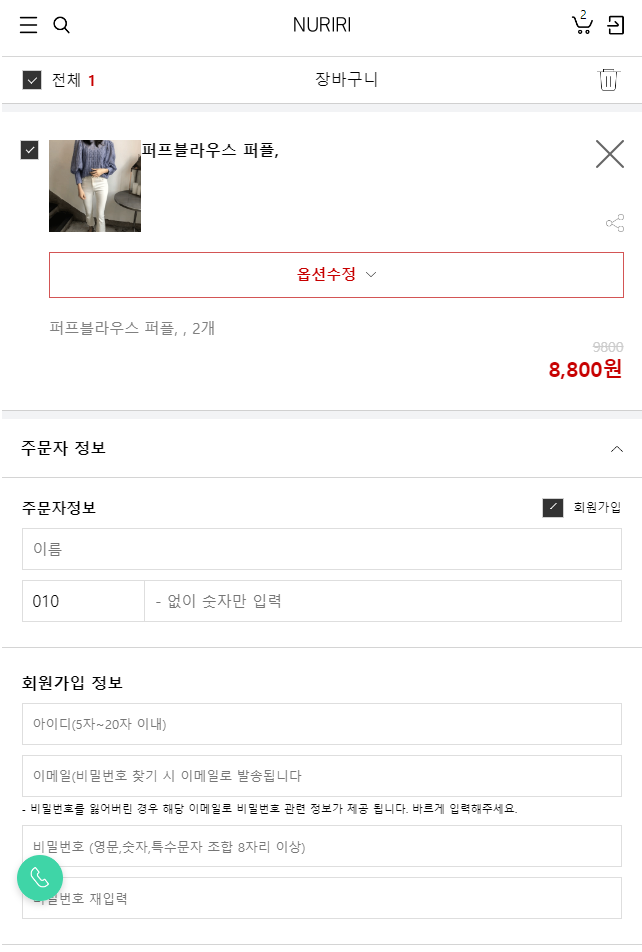 NURIRI
2
전체 1
장바구니
퍼프블라우스 퍼플,
옵션수정
퍼프블라우스 퍼플, , 2개
9800
8,800원
주문자 정보
주문자정보
회원가입
이름
010
- 없이 숫자만 입력
회원가입 정보
아이디(5자~20자 이내)
이메일(비밀번호 찾기 시 이메일로 발송됩니다
- 비밀번호를 잃어버린 경우 해당 이메일로 비밀번호 관련 정보가 제공 됩니다. 바르게 입력해주세요.
비밀번호 (영문,숫자,특수문자 조합 8자리 이상)
비밀번호 재입력